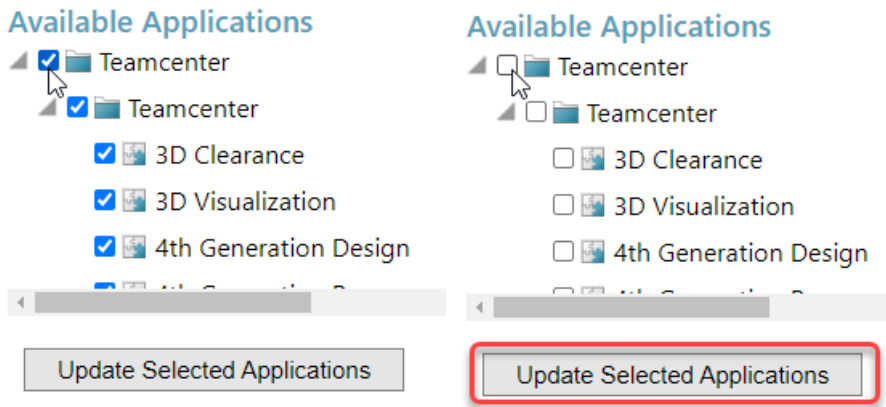 Available Applications
Teamcenter
Teamcenter
3D Clearance
3D Visualization
4th Generation Design
Update Selected Applications
Available Applications
Teamcenter
Teamcenter
3D Clearance
3D Visualization
4th Generation Design
Update Selected Applications